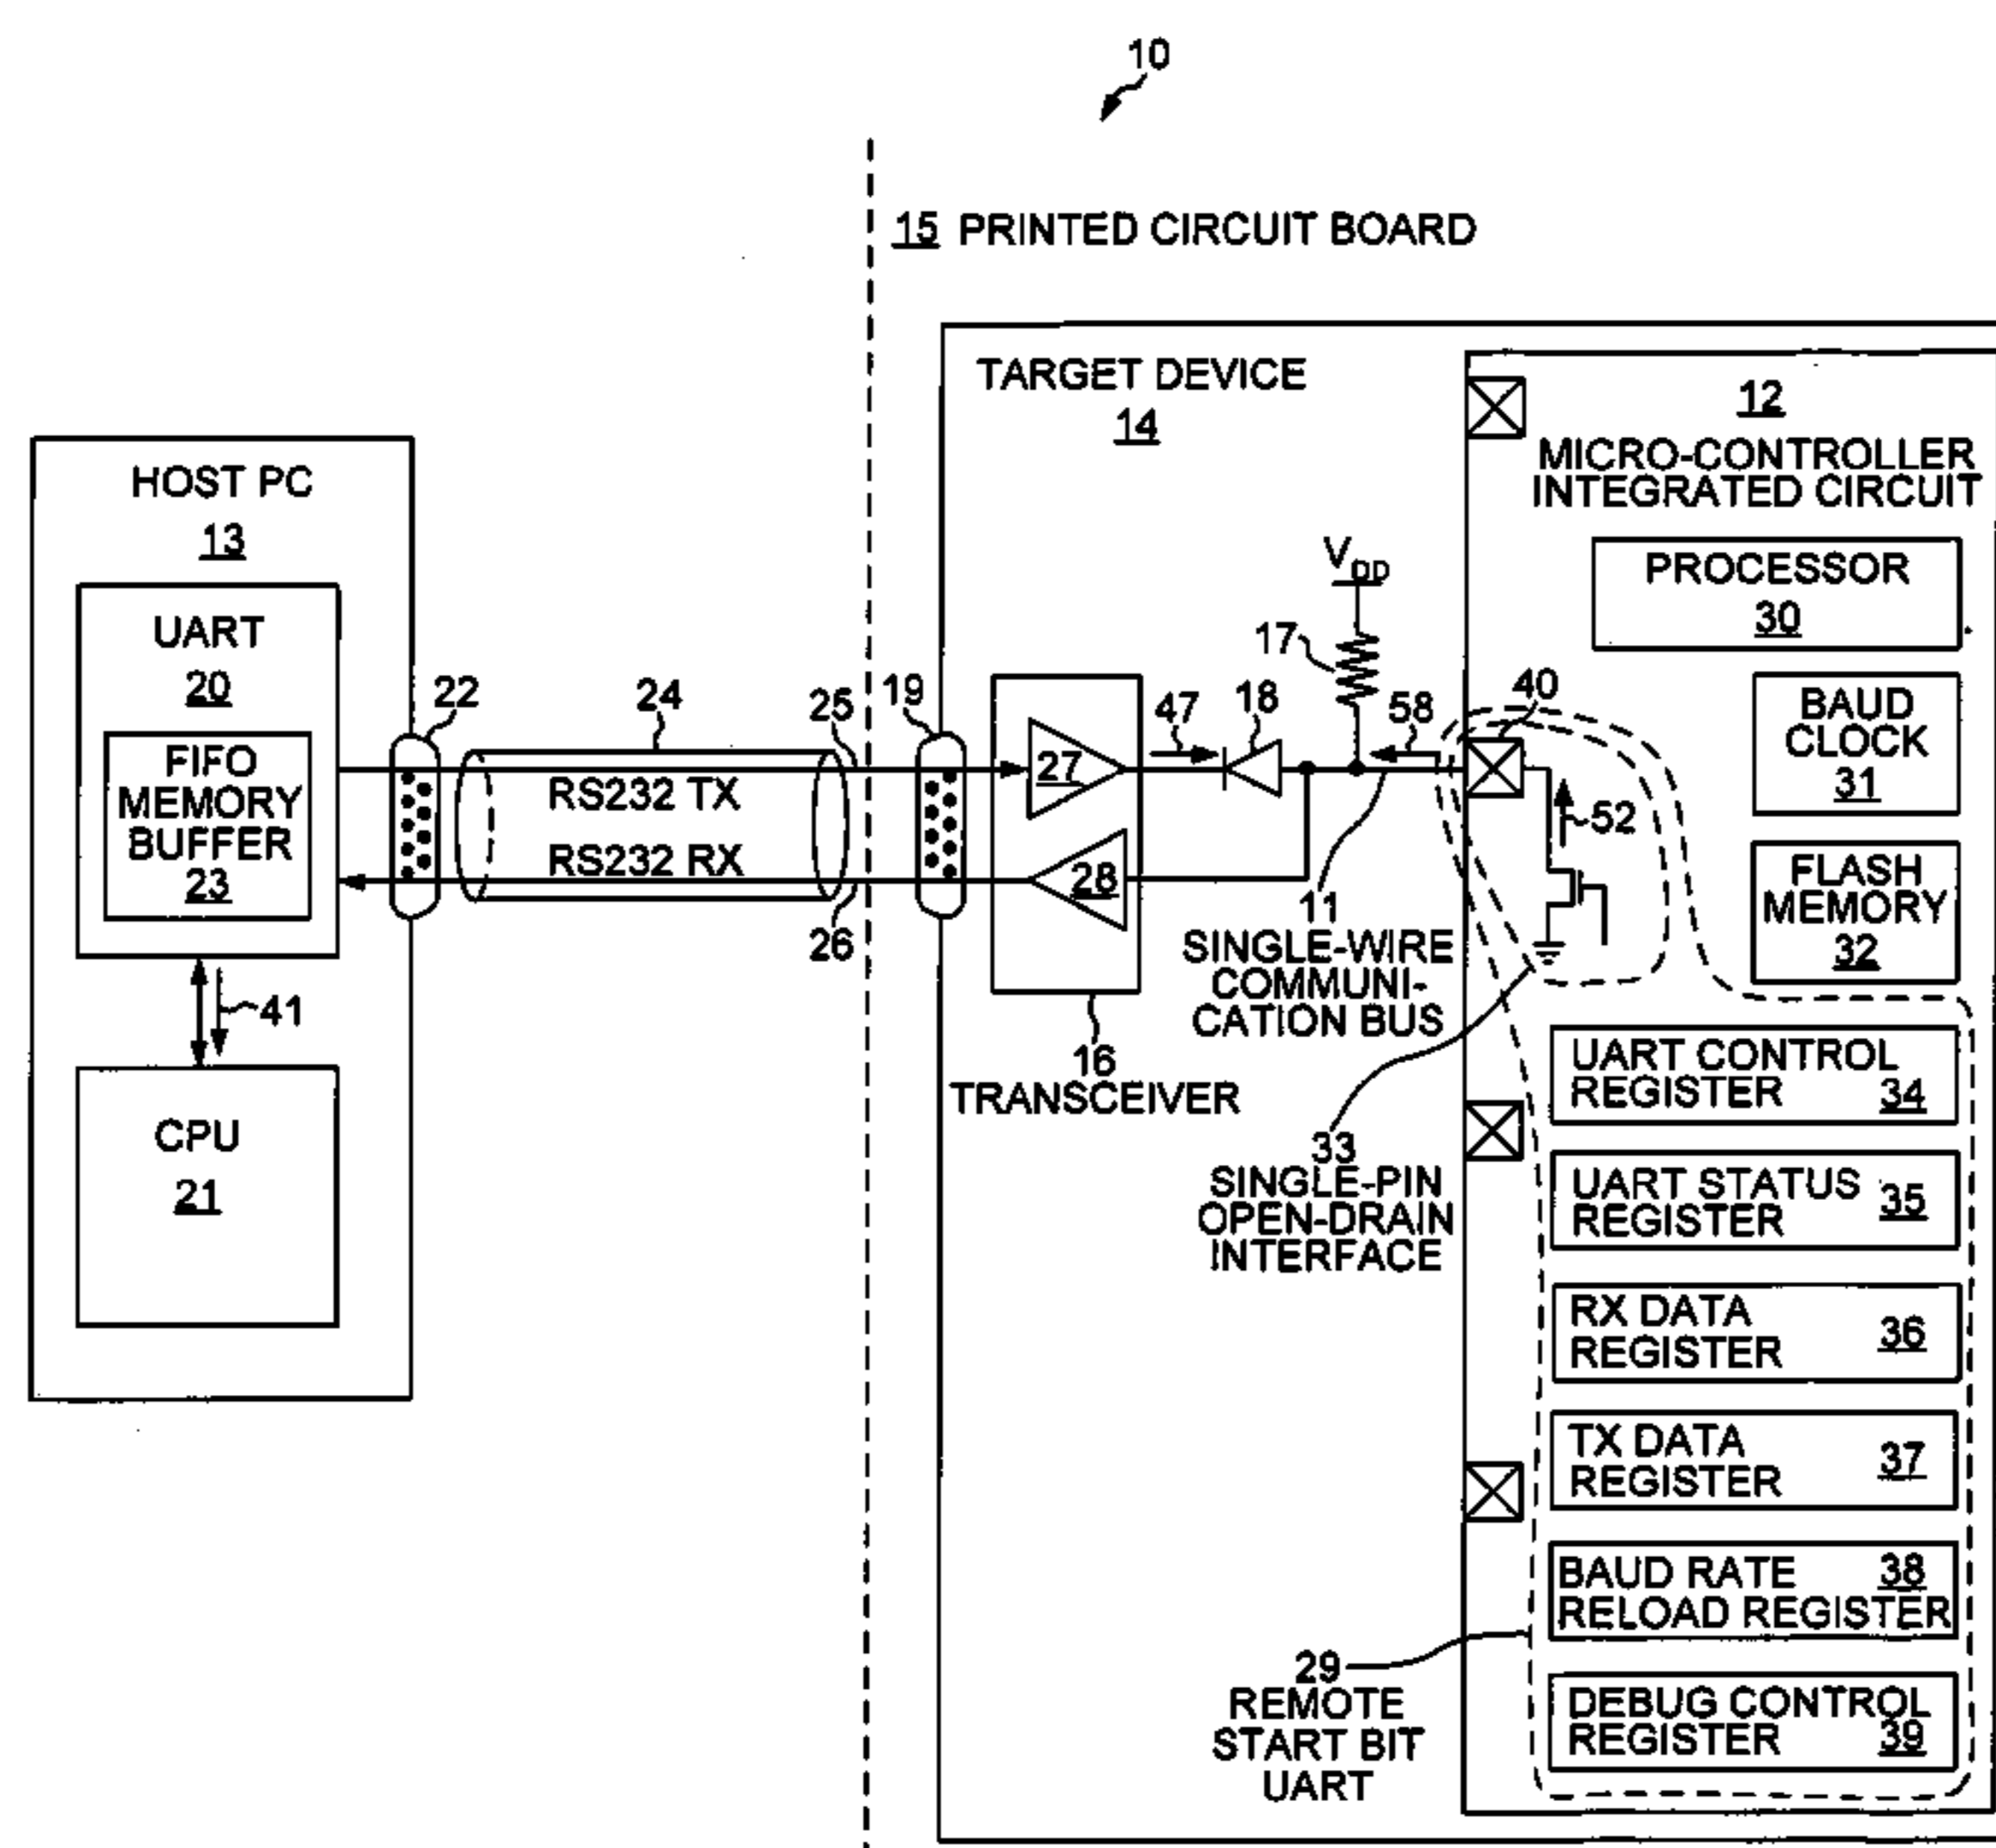 10
15 PRINTED CIRCUIT BOARD
TARGET DEVICE
14
12
MICRO-CONTROLLER
INTEGRATED CIRCUIT
HOST PC
13
UART
20
FIFO
MEMORY
BUFFER
23
41
CPU
21
22
24
25
RS232 TX
RS232 RX
26
19
27
28
16
TRANSCEIVER
47
18
17
VDD
58
11
SINGLE-WIRE
COMMUNI-
CATION BUS
40
52
33
SINGLE-PIN
OPEN-DRAIN
INTERFACE
29
REMOTE
START BIT
UART
PROCESSOR
30
BAUD
CLOCK
31
FLASH
MEMORY
32
UART CONTROL
REGISTER 34
UART STATUS
REGISTER 35
RX DATA
REGISTER 36
TX DATA
REGISTER 37
BAUD RATE 38
RELOAD REGISTER
DEBUG CONTROL
REGISTER 39